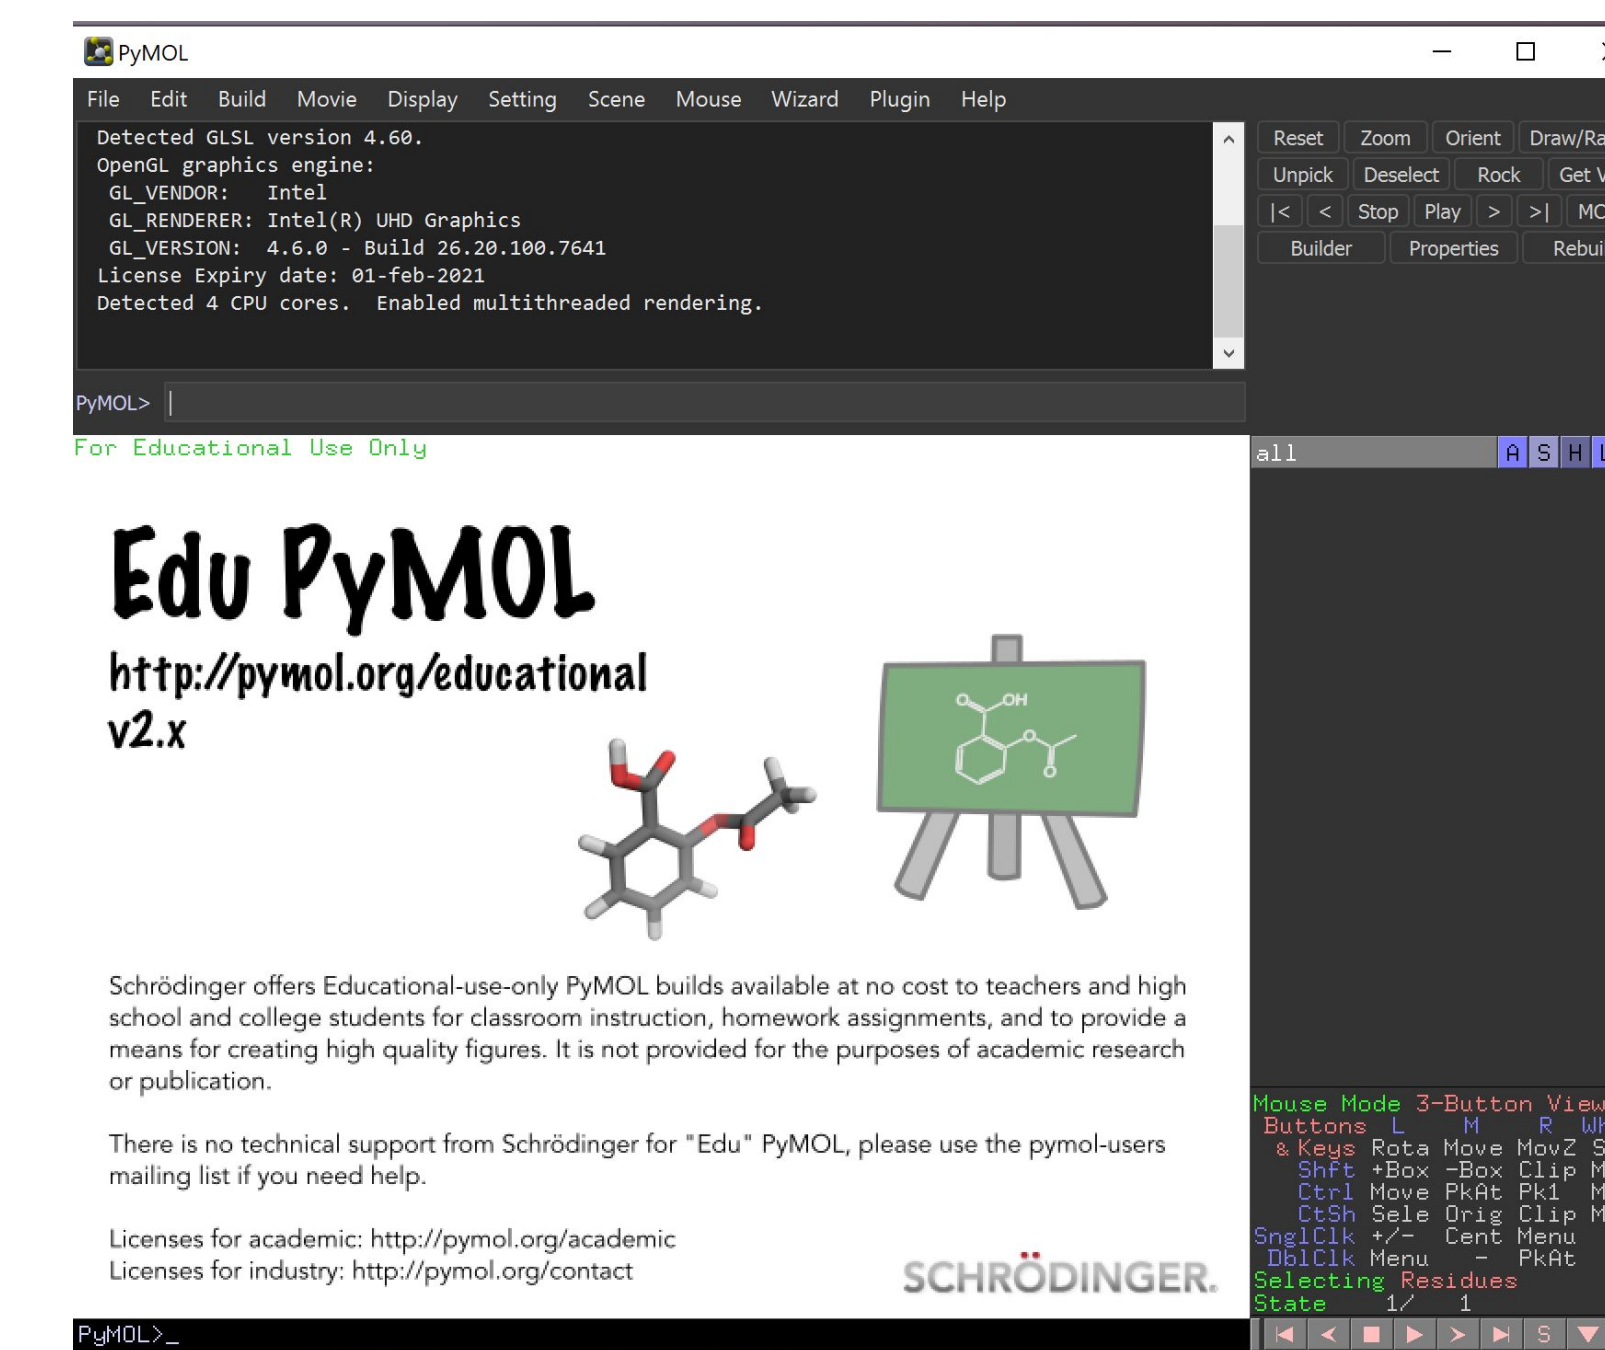 PyMOL
File Edit Build Movie Display Setting Scene Mouse Wizard Plugin Help
Detected GLSL version 4.60.
OpenGL graphics engine:
GL_VENDOR: Intel
GL_RENDERER: Intel(R) UHD Graphics
GL_VERSION: 4.6.0 - Build 26.20.100.7641
License Expiry date: 01-feb-2021
Detected 4 CPU cores. Enabled multithreaded rendering.
Reset Zoom Orient Draw/Ra
Unpick Deselect Rock Get V
|< < Stop Play > >| MC
Builder Properties Rebui
PyMOL>
For Educational Use Only
all A S H L
Edu PyMOL
http://pymol.org/educational
v2.x
O OH
O
O
Schrödinger offers Educational-use-only PyMOL builds available at no cost to teachers and high
school and college students for classroom instruction, homework assignments, and to provide a
means for creating high quality figures. It is not provided for the purposes of academic research
or publication.
There is no technical support from Schrödinger for "Edu" PyMOL, please use the pymol-users
mailing list if you need help.
Licenses for academic: http://pymol.org/academic
Licenses for industry: http://pymol.org/contact
SCHRÖDINGER.
Mouse Mode 3-Button View
Buttons L M R Wh
& Keys Rota Move MovZ S
Shft +Box -Box Clip M
Ctrl Move PkAt Pk1 M
CtSh Sele Orig Clip M
SnglClk +/- Cent Menu
DblClk Menu - PkAt
Selecting Residues
State 1/ 1
PyMOL>_
S